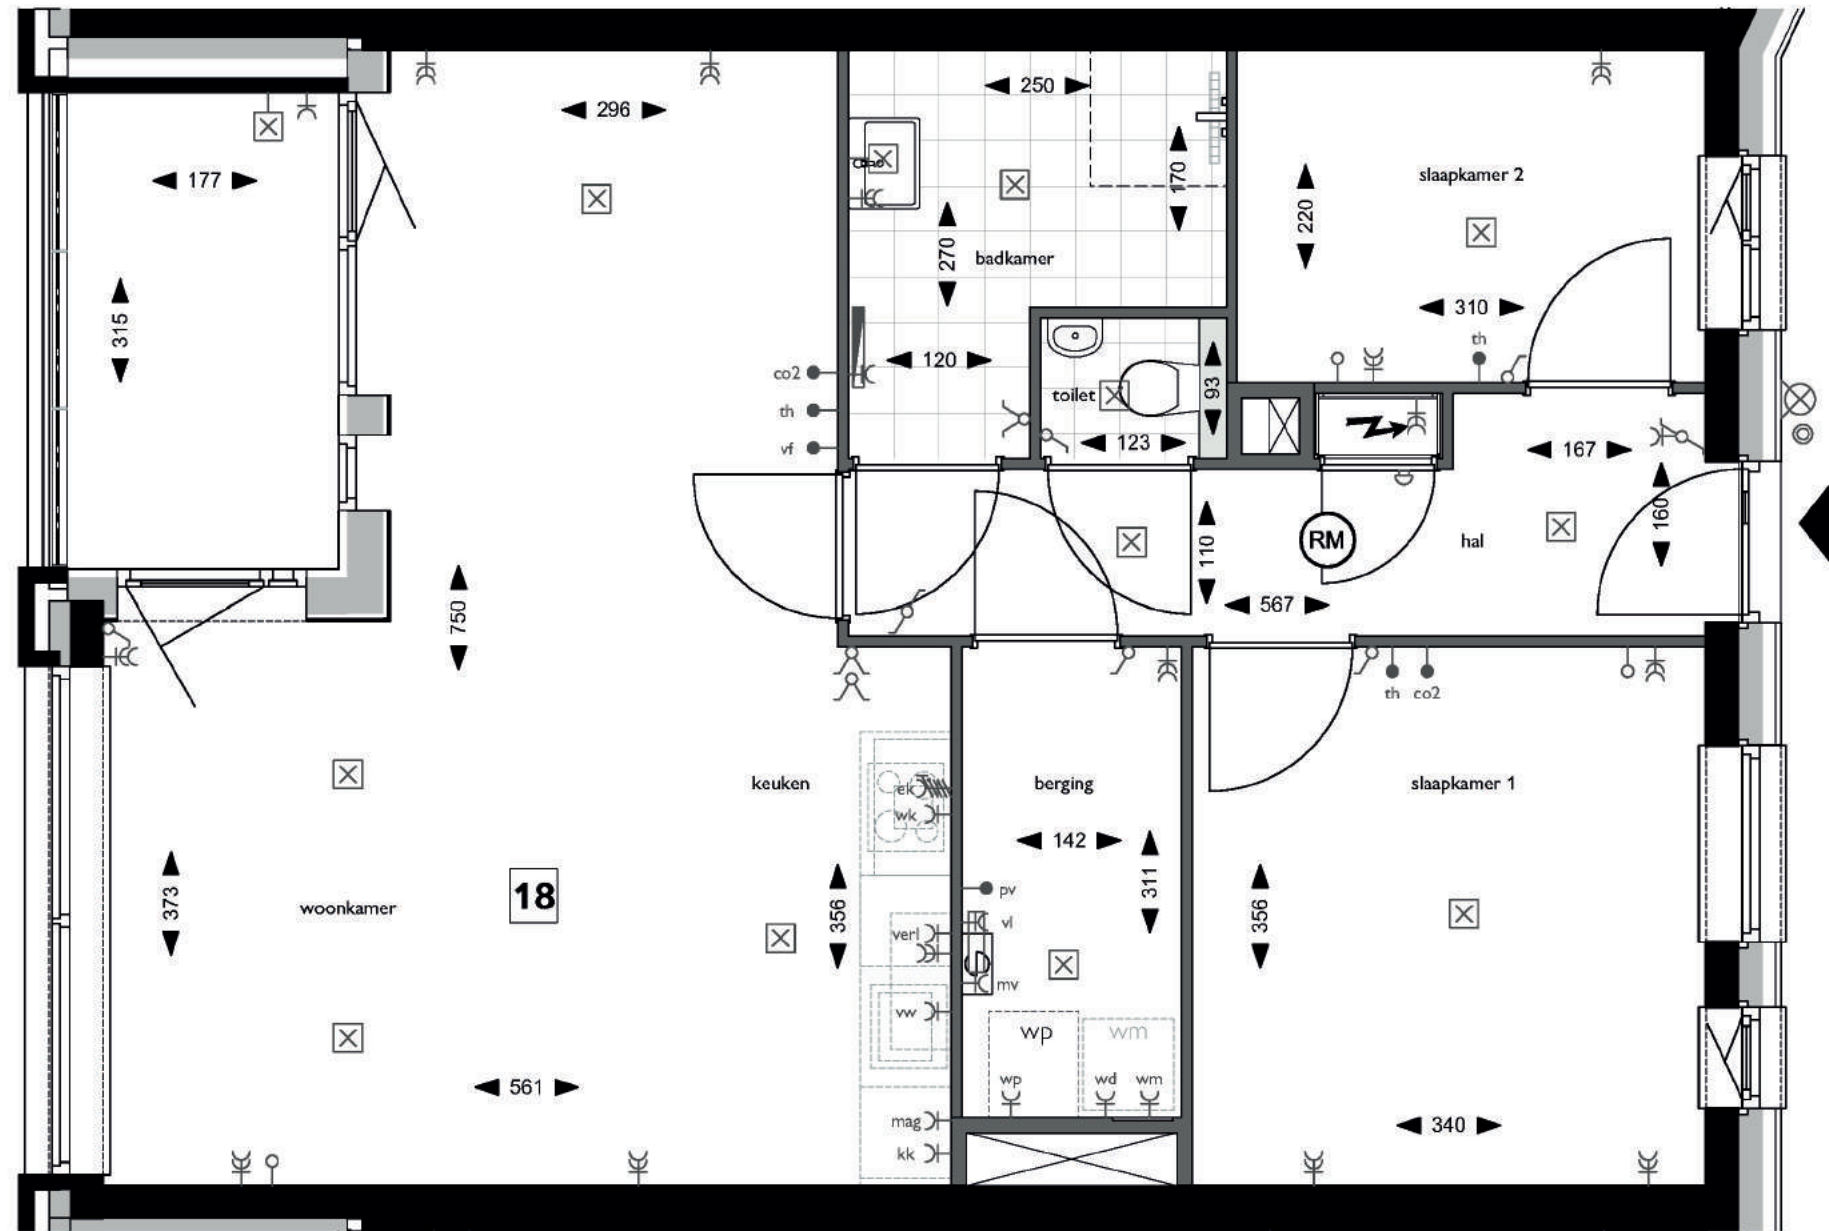 296
250
177
170
slaapkamer 2
220
270
badkamer
310
315
th
co2
120
93
toilet
th
123
vf
167
160
110
RM
hal
567
750
th
co2
keuken
berging
slaapkamer 1
ek
wk
142
311
pv
373
woonkamer
18
356
vl
356
verl
mv
vw
wp
wm
wp
wd
wm
561
mag
340
kk